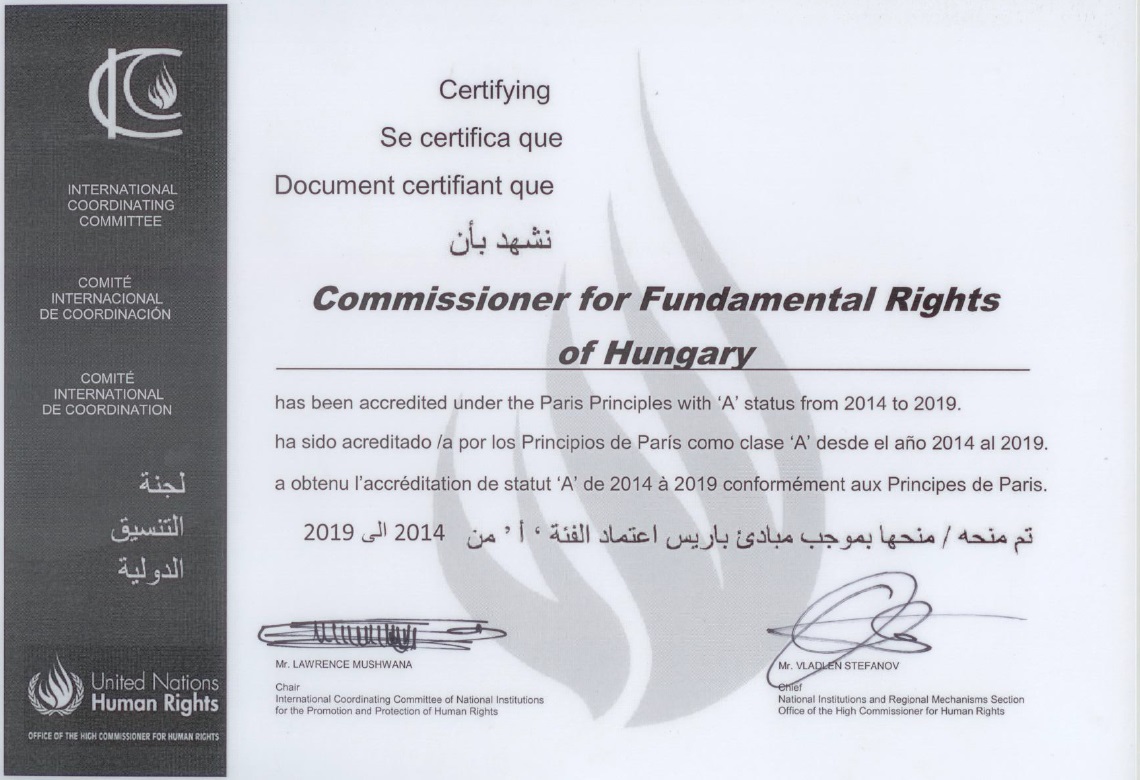 INTERNATIONAL
COORDINATING
COMMITTEE
COMITÉ
INTERNACIONAL
DE COORDINACIÓN
COMITÉ
INTERNATIONAL
DE COORDINATION
لجنة
التنسيق
الدولية
United Nations
Human Rights
OFFICE OF THE HIGH COMMISSIONER FOR HUMAN RIGHTS
Certifying
Se certifica que
Document certifiant que
نشهد بأن
Commissioner for Fundamental Rights
of Hungary
has been accredited under the Paris Principles with ‘A’ status from 2014 to 2019.
ha sido acreditado /a por los Principios de París como clase ‘A’ desde el año 2014 al 2019.
a obtenu l’accréditation de statut ‘A’ de 2014 à 2019 conformément aux Principes de Paris.
تم منحه / منحها بموجب مبادئ باريس اعتماد الفئة ‘ أ ’ من 2014 الى 2019
Mr. LAWRENCE MUSHWANA
Chair
International Coordinating Committee of National Institutions
for the Promotion and Protection of Human Rights
Mr. VLADLEN STEFANOV
Chief
National Institutions and Regional Mechanisms Section
Office of the High Commissioner for Human Rights